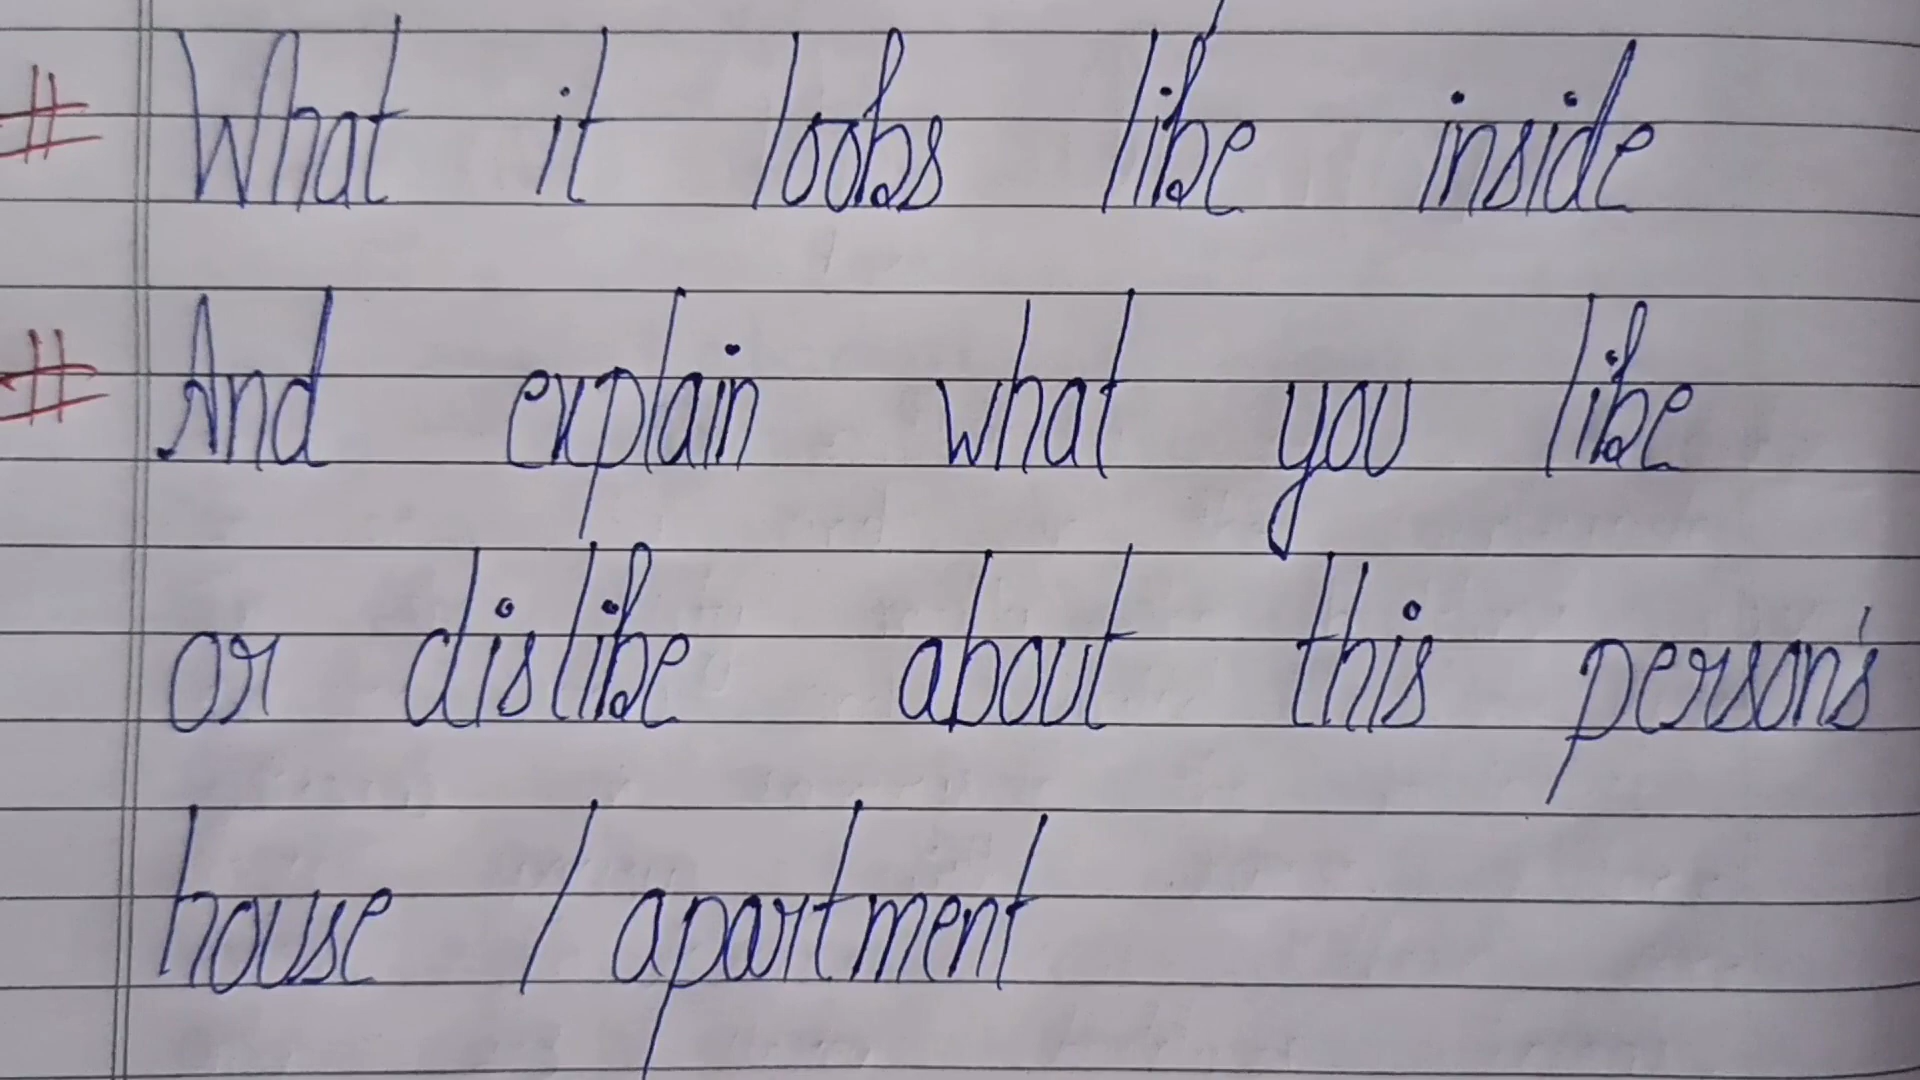 # What it looks like inside
# And explain what you like
or dislike about this person's
house / apartment